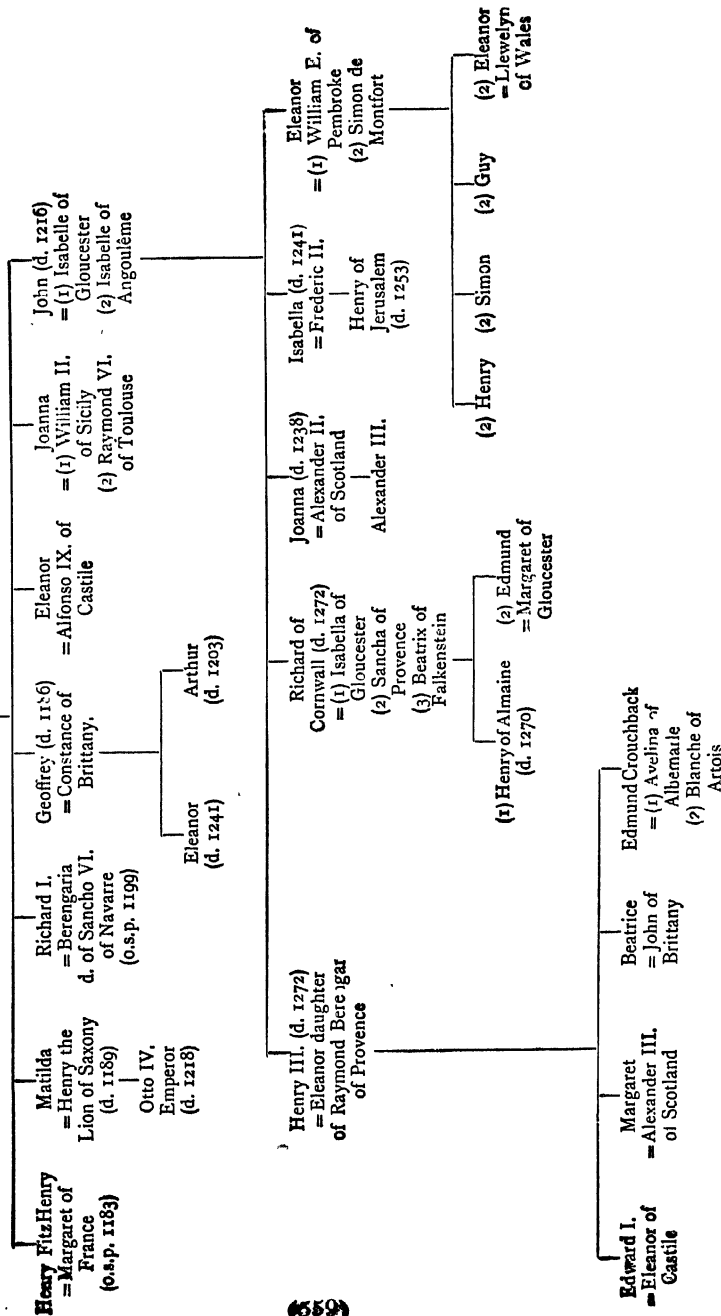 Henry FitzHenry
=Margaret of
France
(o.s.p. 1183)
Matilda
=Henry the
Lion of Saxony
(d. 1189)
Otto IV.
Emperor
(d. 1218)
Richard I.
=Berengaria
d. of Sancho VI.
of Navarre
(o.s.p. 1199)
Geoffrey (d. 1186)
=Constance of
Brittany.
Eleanor
(d. 1241)
Arthur
(d. 1203)
Eleanor
=Alfonso IX. of
Castile
Joanna
=(1) William II.
of Sicily
(2) Raymond VI.
of Toulouse
John (d. 1216)
=(1) Isabelle of
Gloucester
(2) Isabelle of
Angoulême
Henry III. (d. 1272)
= Eleanor daughter
of Raymond Berengar
of Provence
Richard of
Cornwall (d. 1272)
=(1) Isabella of
Gloucester
(2) Sancha of
Provence
(3) Beatrix of
Falkenstein
(1) Henry of Almaine
(d. 1270)
(2) Edmund
=Margaret of
Gloucester
Joanna (d. 1238)
=Alexander II.
of Scotland
Alexander III.
Isabella (d. 1241)
=Frederic II.
Henry of
Jerusalem
(d. 1253)
Eleanor
=(1) William E. of
Pembroke
(2) Simon de
Montfort
(2) Henry
(2) Simon
(2) Guy
(2) Eleanor
=Llewelyn
of Wales
Edward I.
=Eleanor of
Castile
Margaret
=Alexander III.
of Scotland
Beatrice
=John of
Brittany
Edmund Crouchback
=(1) Avelina of
Albemarle
(2) Blanche of
Artois
(559)